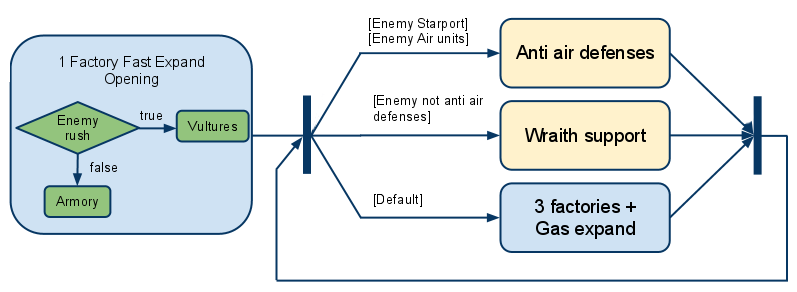 1 Factory Fast Expand
Opening
Enemy
rush
true
Vultures
false
Armory
[Enemy Starport]
[Enemy Air units]
Anti air defenses
[Enemy not anti air
defenses]
Wraith support
[Default]
3 factories +
Gas expand